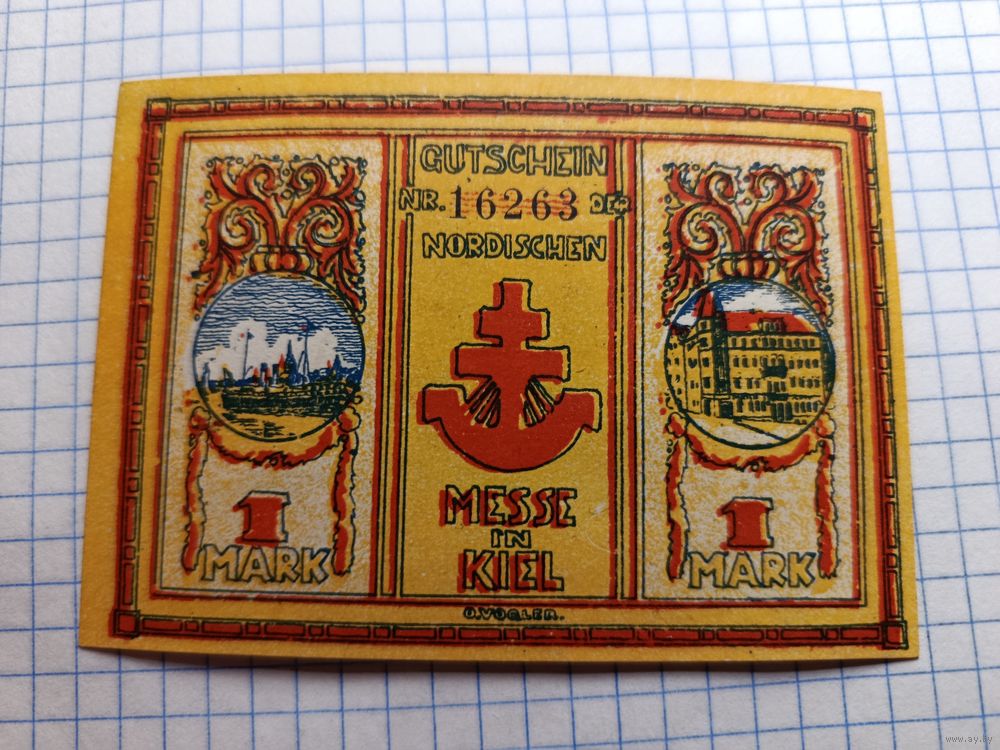 GUTSCHEIN
NR. 16263 DER
NORDISCHEN
MESSE
IN
KIEL
1
MARK
1
MARK
O. VOGLER.
www.ay.by